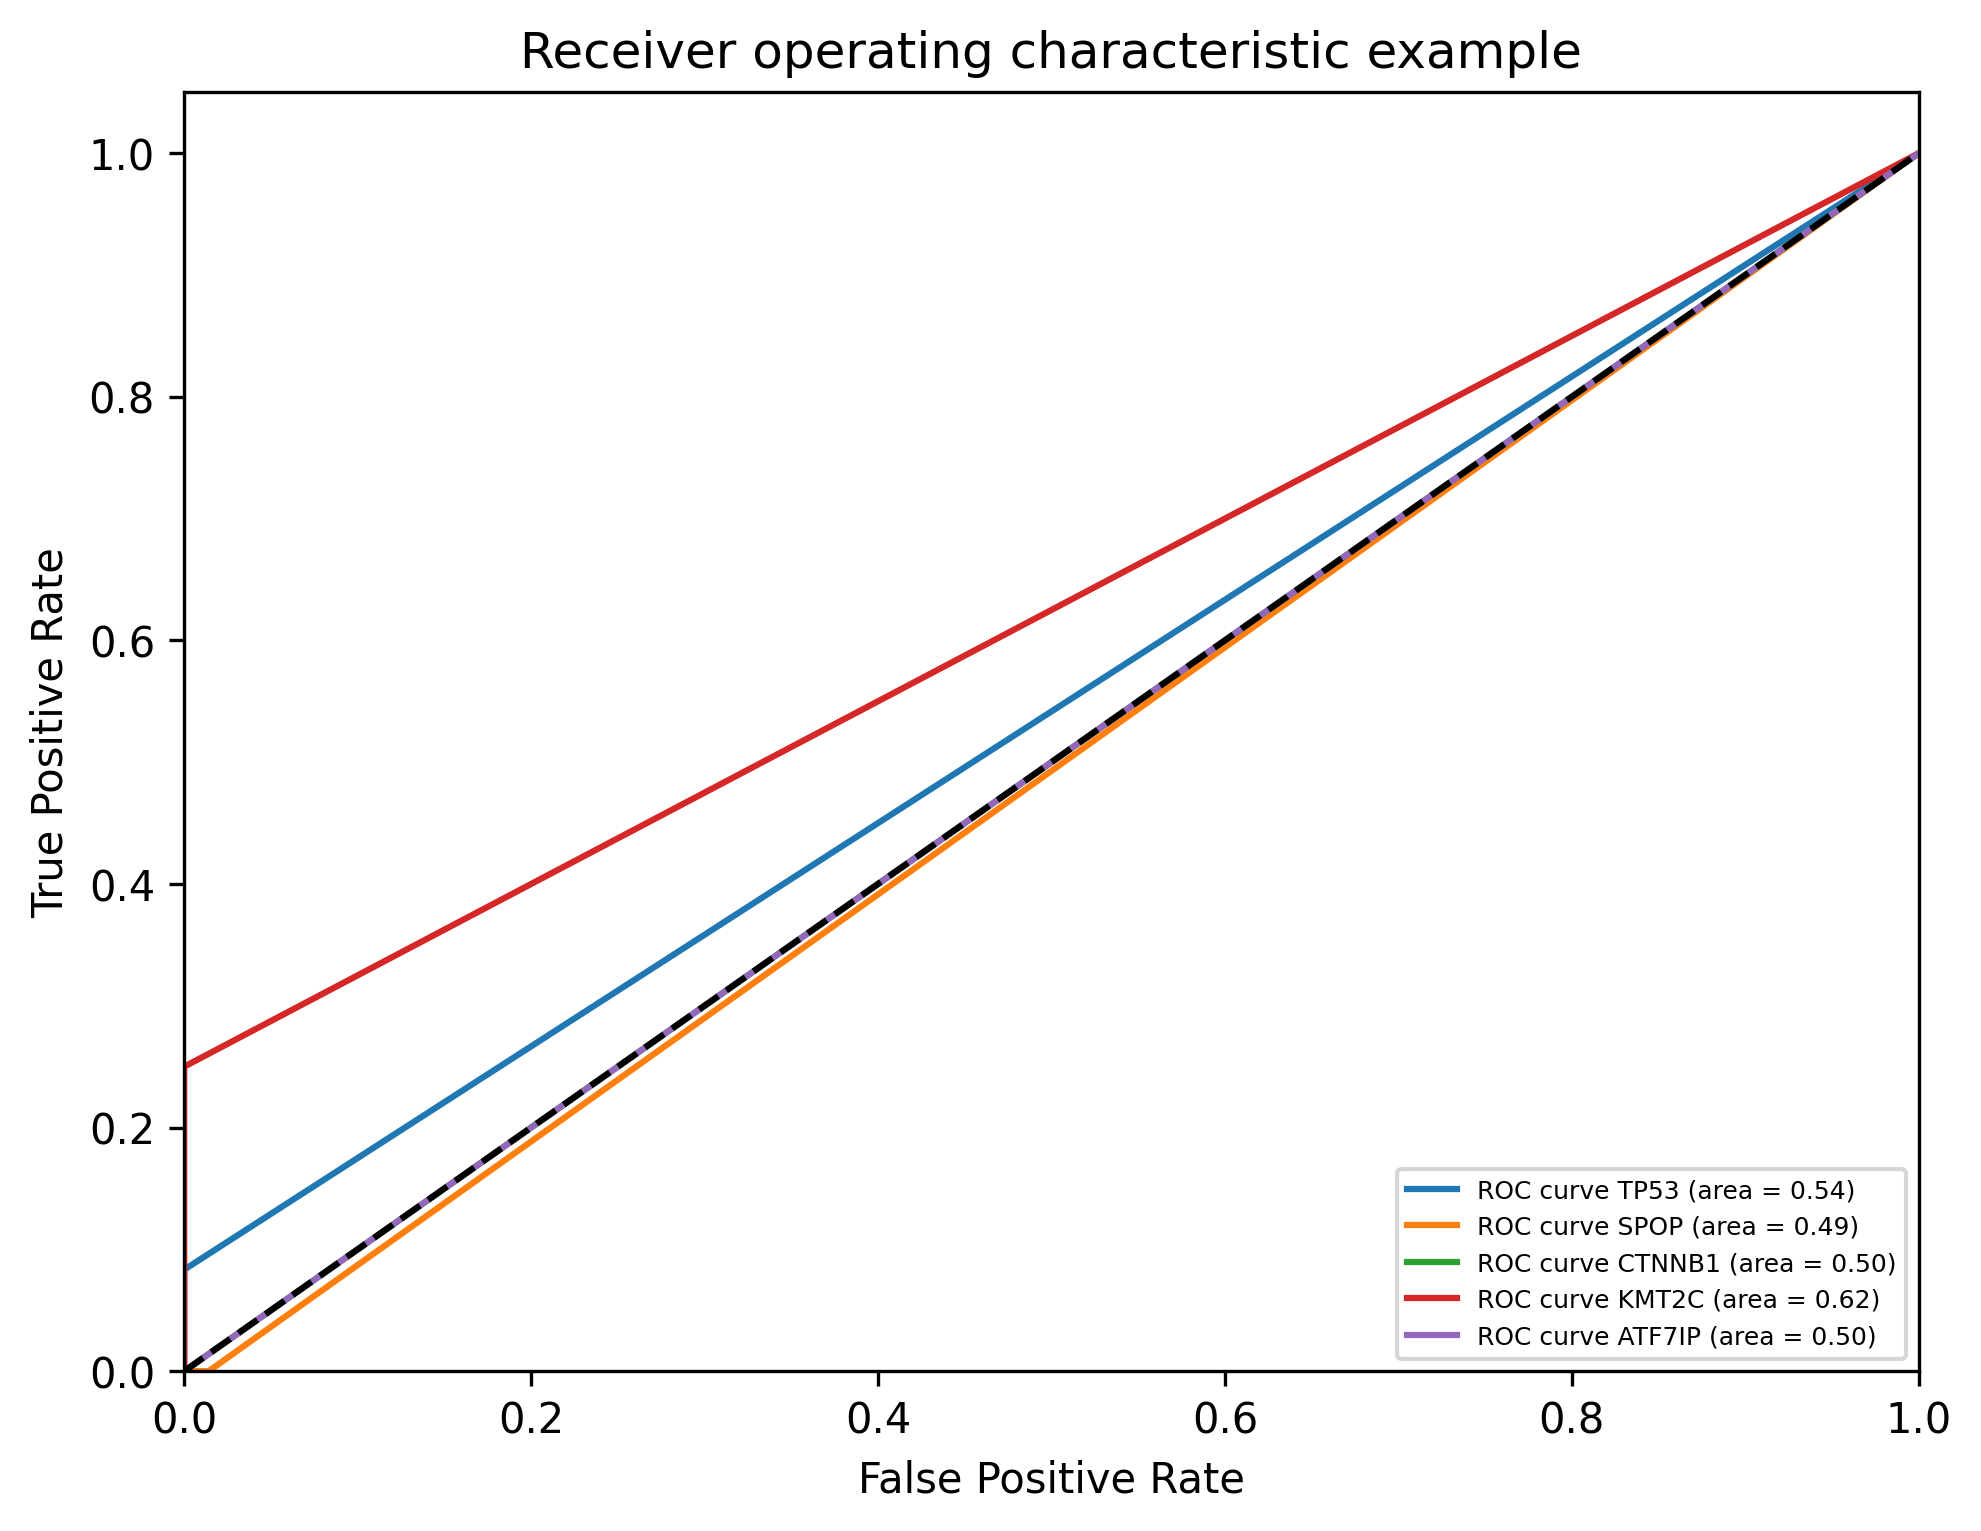 Receiver operating characteristic example
True Positive Rate
1.0
0.8
0.6
0.4
0.2
0.0
0.0 0.2 0.4 0.6 0.8 1.0
False Positive Rate
ROC curve TP53 (area = 0.54)
ROC curve SPOP (area = 0.49)
ROC curve CTNNB1 (area = 0.50)
ROC curve KMT2C (area = 0.62)
ROC curve ATF7IP (area = 0.50)